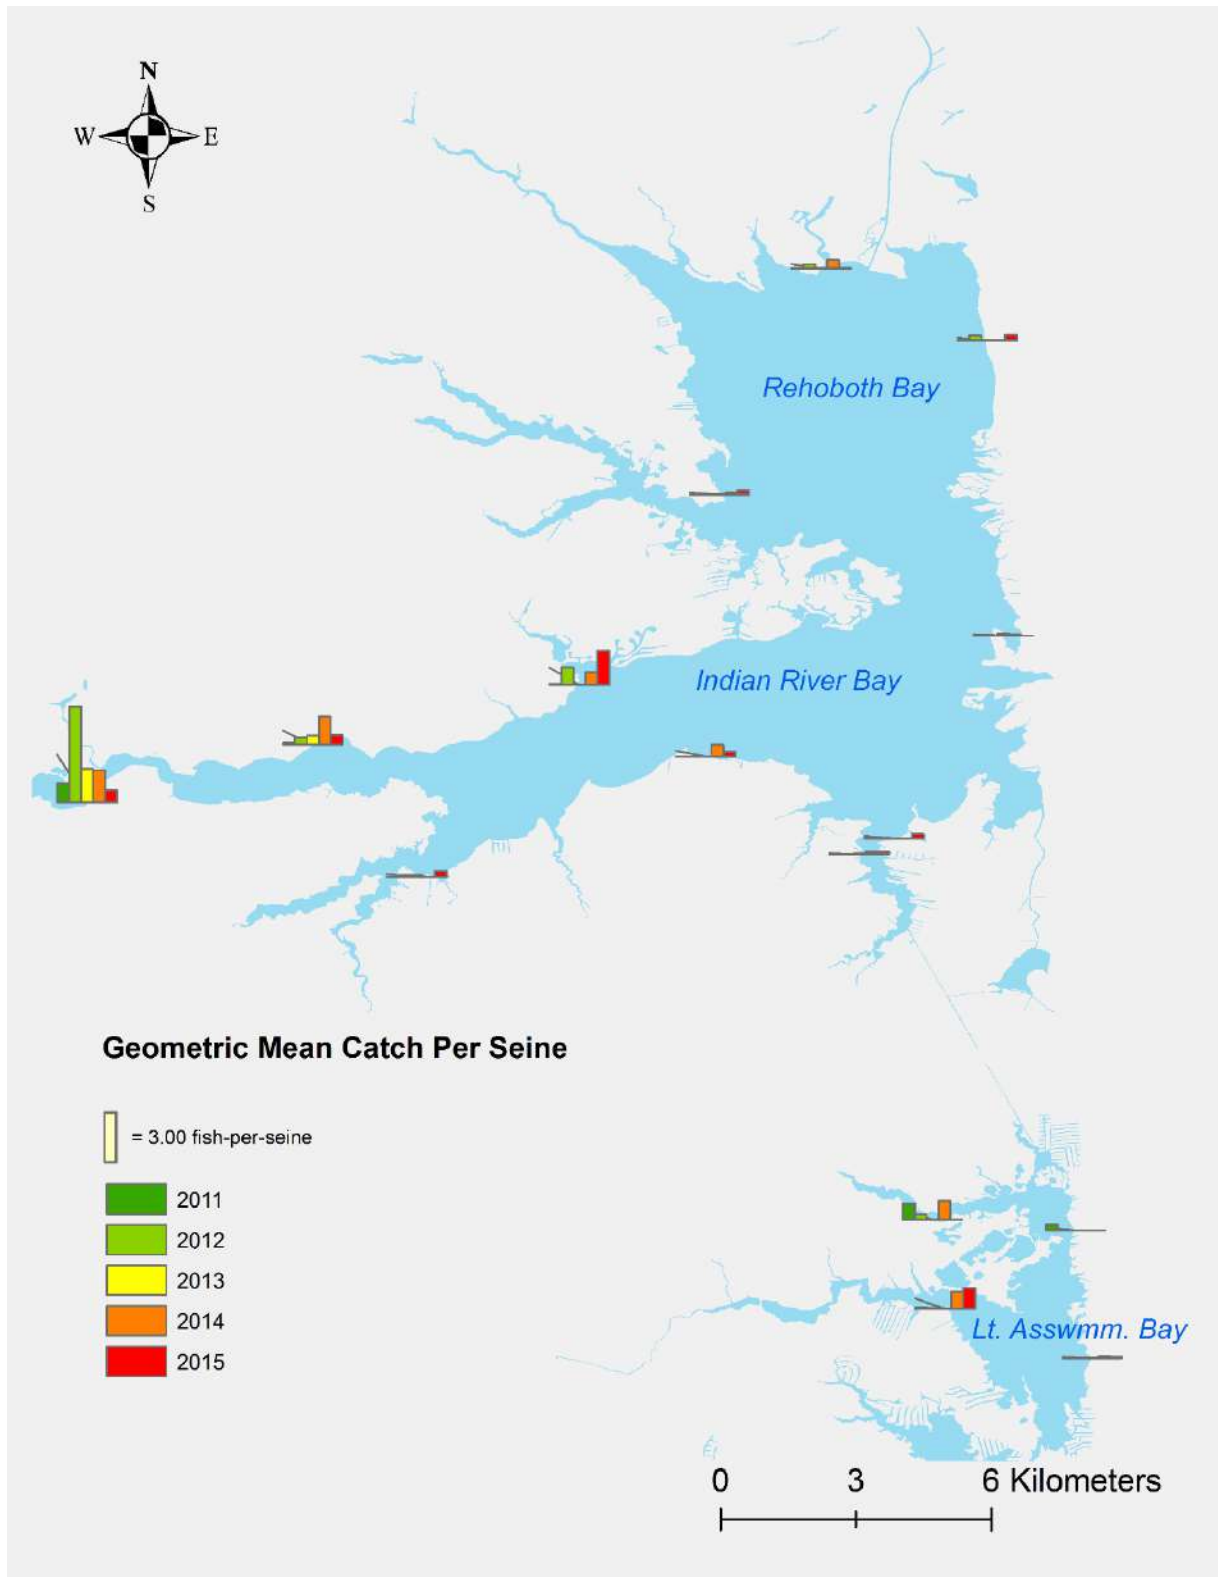 N
W E
S
Rehoboth Bay
Indian River Bay
Geometric Mean Catch Per Seine
= 3.00 fish-per-seine
2011
2012
2013
2014
2015
Lt. Asswmm. Bay
0 3 6 Kilometers